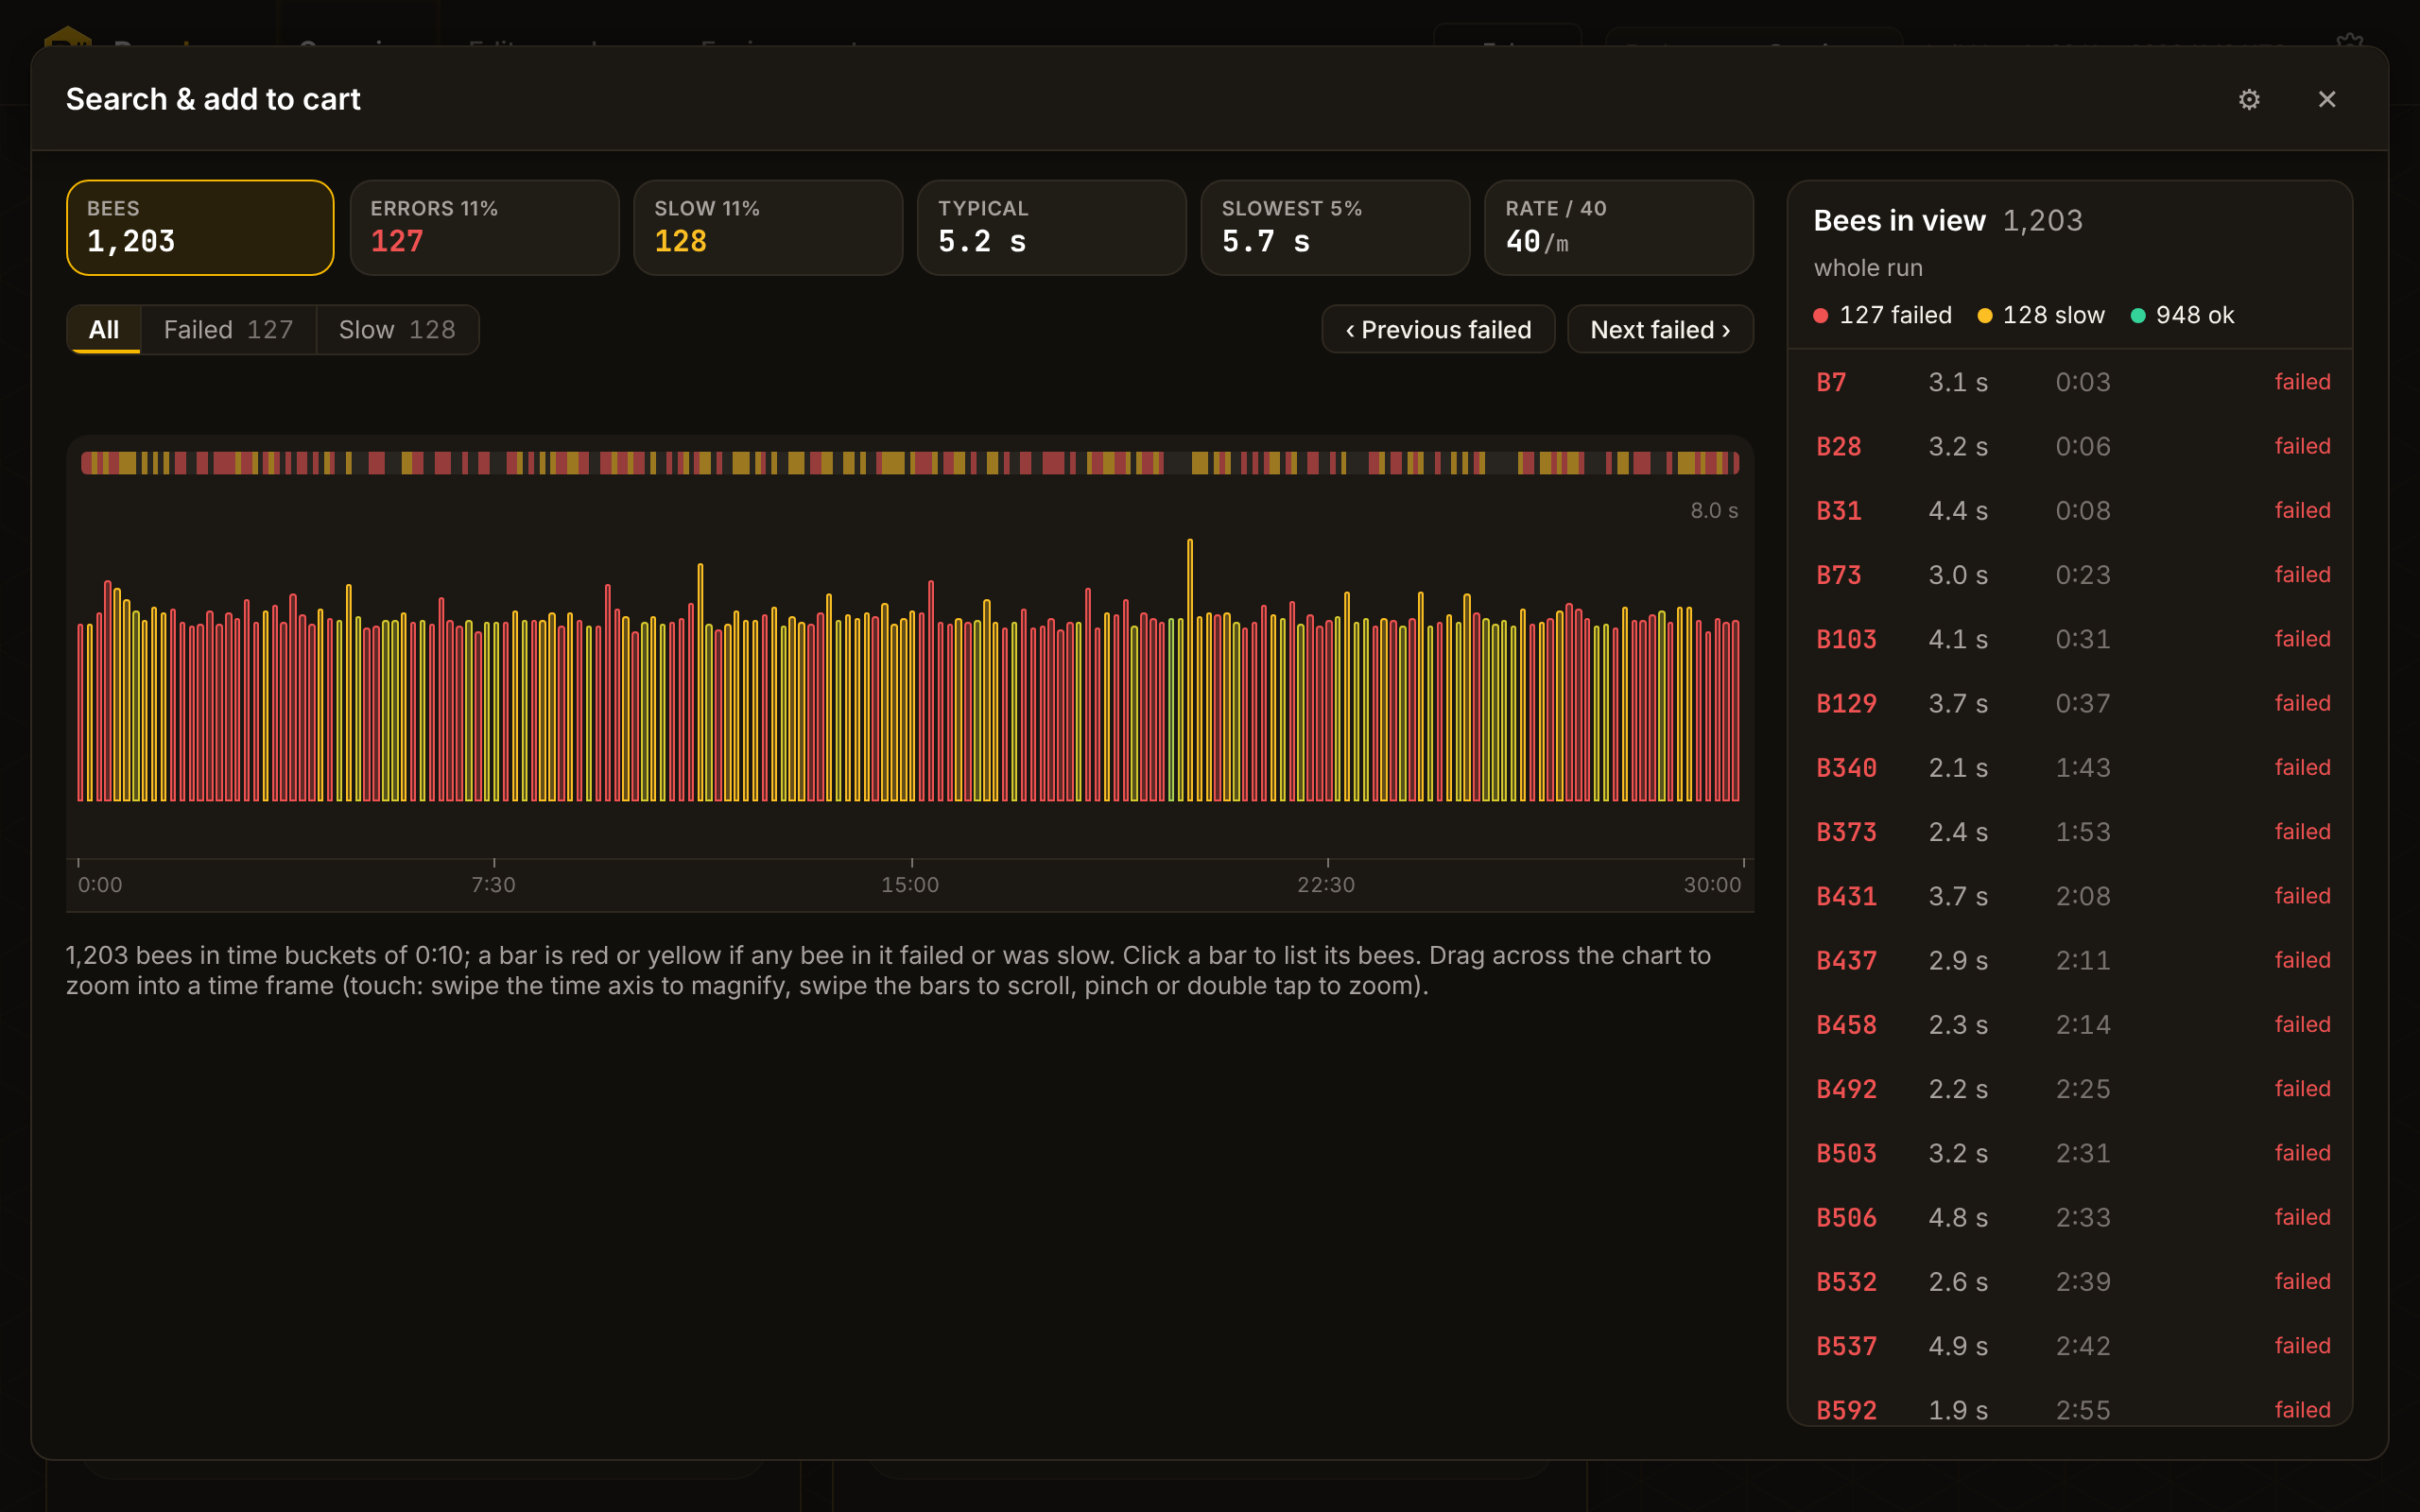 Search & add to cart
⚙ ✕
BEES
1,203
ERRORS 11%
127
SLOW 11%
128
TYPICAL
5.2 s
SLOWEST 5%
5.7 s
RATE / 40
40/m
All
Failed 127
Slow 128
‹ Previous failed
Next failed ›
8.0 s
0:00 7:30 15:00 22:30 30:00
1,203 bees in time buckets of 0:10; a bar is red or yellow if any bee in it failed or was slow. Click a bar to list its bees. Drag across the chart to
zoom into a time frame (touch: swipe the time axis to magnify, swipe the bars to scroll, pinch or double tap to zoom).
Bees in view 1,203
whole run
127 failed 128 slow 948 ok
B7 3.1 s 0:03 failed
B28 3.2 s 0:06 failed
B31 4.4 s 0:08 failed
B73 3.0 s 0:23 failed
B103 4.1 s 0:31 failed
B129 3.7 s 0:37 failed
B340 2.1 s 1:43 failed
B373 2.4 s 1:53 failed
B431 3.7 s 2:08 failed
B437 2.9 s 2:11 failed
B458 2.3 s 2:14 failed
B492 2.2 s 2:25 failed
B503 3.2 s 2:31 failed
B506 4.8 s 2:33 failed
B532 2.6 s 2:39 failed
B537 4.9 s 2:42 failed
B592 1.9 s 2:55 failed